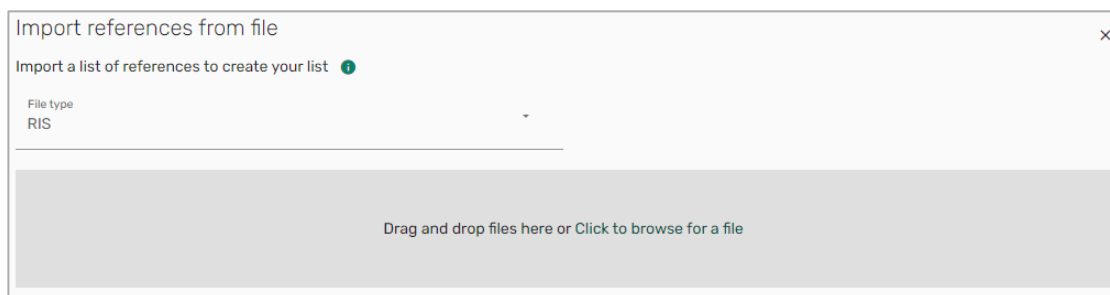 Import references from file
Import a list of references to create your list
File type
RIS
Drag and drop files here or Click to browse for a file